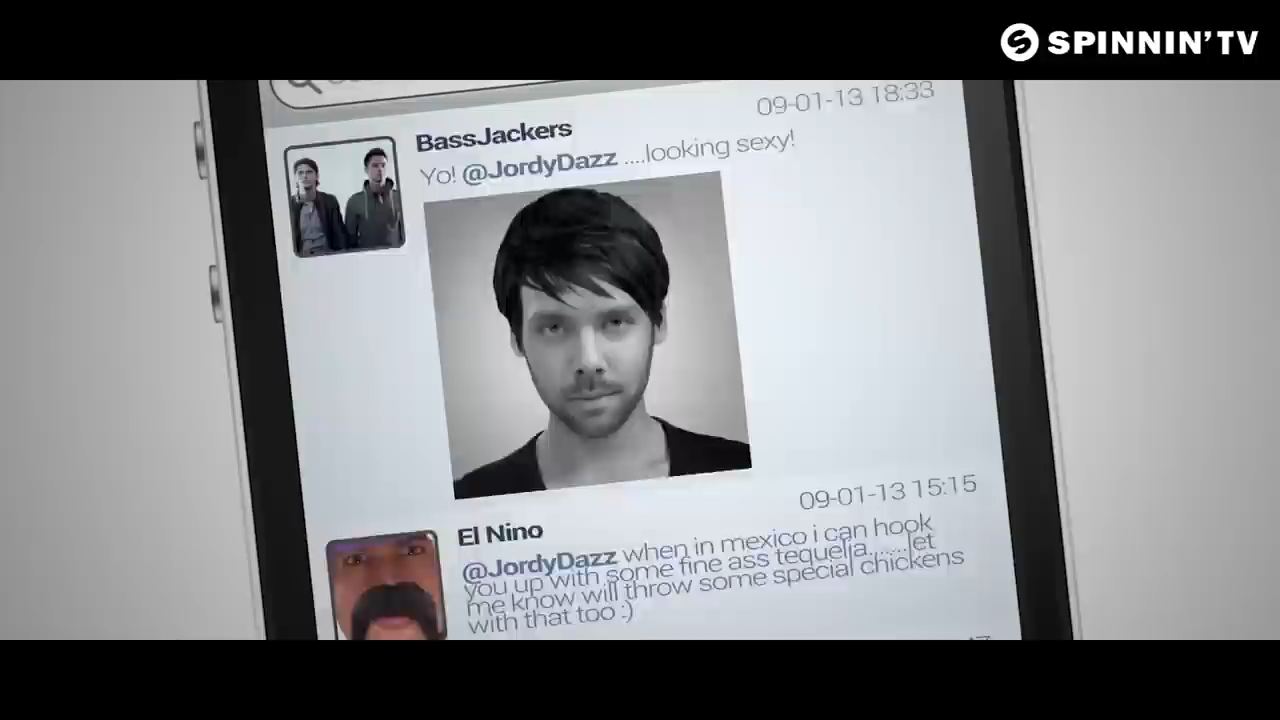 SPINNIN' TV
09-01-13 18:33
BassJackers
Yo! @JordyDazz ....looking sexy!
09-01-13 15:15
El Nino
@JordyDazz when in mexico i can hook
you up with some fine ass tequella.......let
me know will throw some special chickens
with that too :)